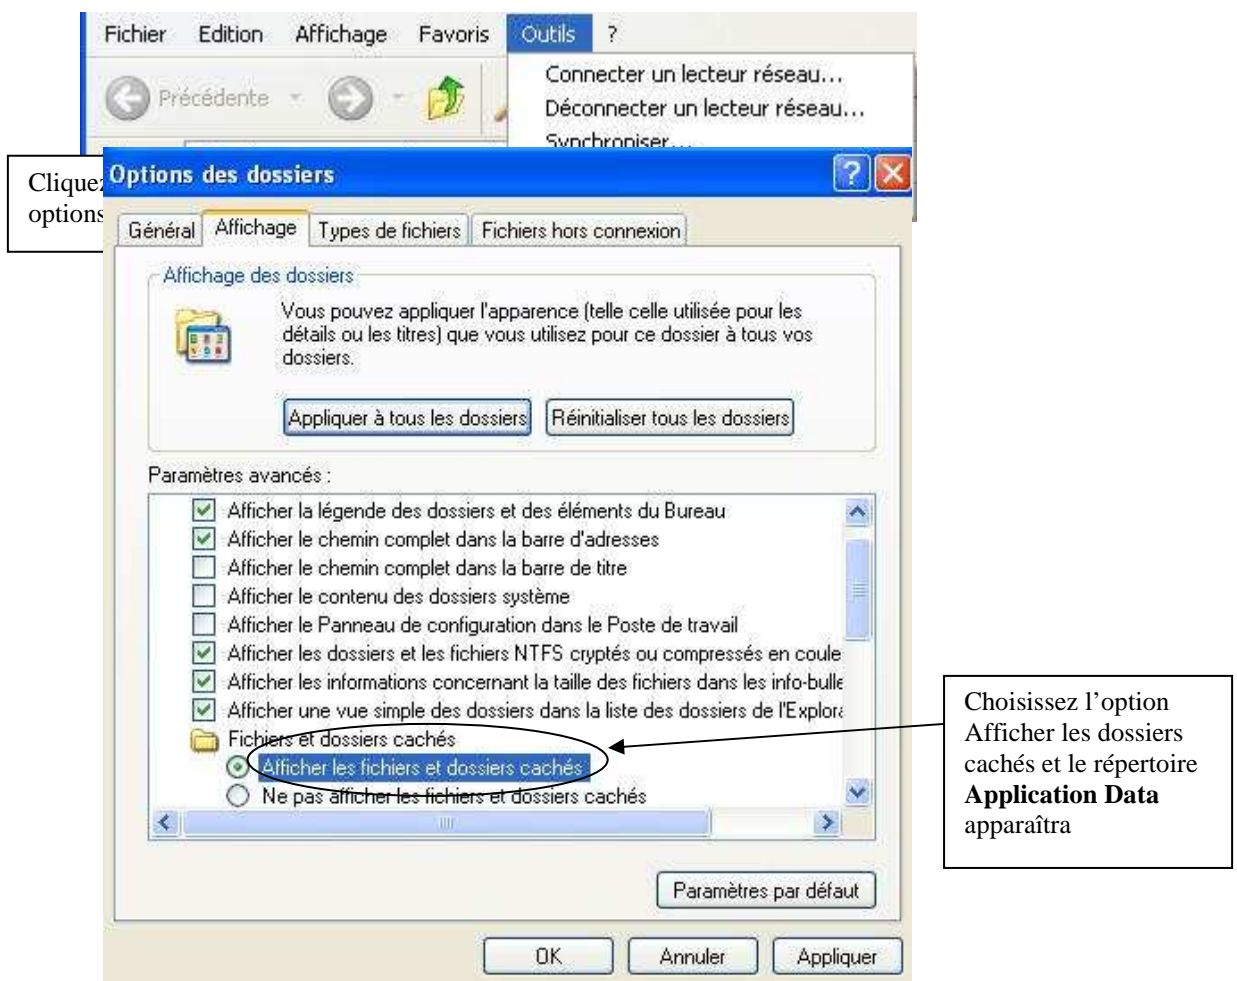 Fichier Edition Affichage Favoris Outils ?
Connecter un lecteur réseau...
Précédente
Déconnecter un lecteur réseau...
Synchroniser...
Cliquez
options
Options des dossiers
Général Affichage Types de fichiers Fichiers hors connexion
Affichage des dossiers
Vous pouvez appliquer l'apparence (telle celle utilisée pour les
détails ou les titres) que vous utilisez pour ce dossier à tous vos
dossiers.
Appliquer à tous les dossiers Réinitialiser tous les dossiers
Paramètres avancés :
Afficher la légende des dossiers et des éléments du Bureau
Afficher le chemin complet dans la barre d'adresses
Afficher le chemin complet dans la barre de titre
Afficher le contenu des dossiers système
Afficher le Panneau de configuration dans le Poste de travail
Afficher les dossiers et les fichiers NTFS cryptés ou compressés en coule
Afficher les informations concernant la taille des fichiers dans les info-bulle
Afficher une vue simple des dossiers dans la liste des dossiers de l'Explora
Fichiers et dossiers cachés
Afficher les fichiers et dossiers cachés
Ne pas afficher les fichiers et dossiers cachés
Choisissez l'option
Afficher les dossiers
cachés et le répertoire
Application Data
apparaîtra
Paramètres par défaut
OK Annuler Appliquer